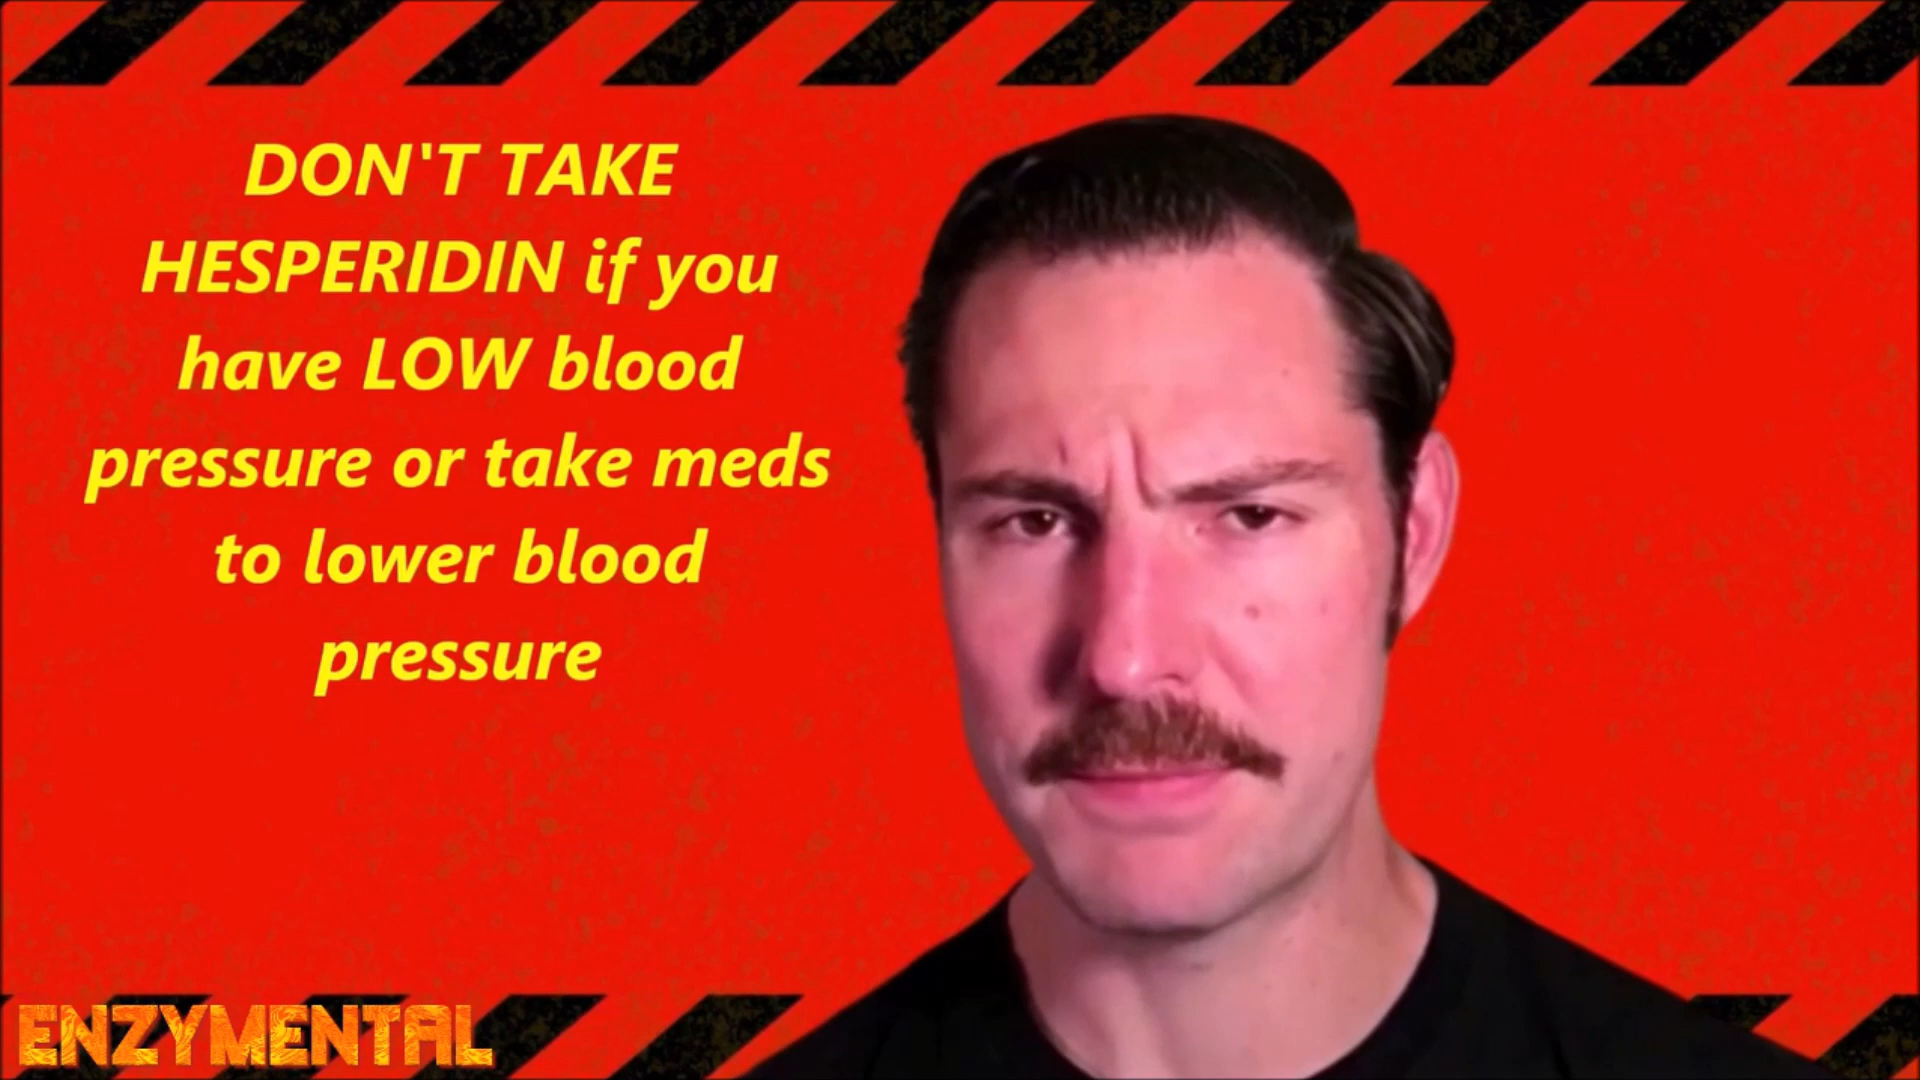 DON'T TAKE
HESPERIDIN if you
have LOW blood
pressure or take meds
to lower blood
pressure
ENZYMENTAL